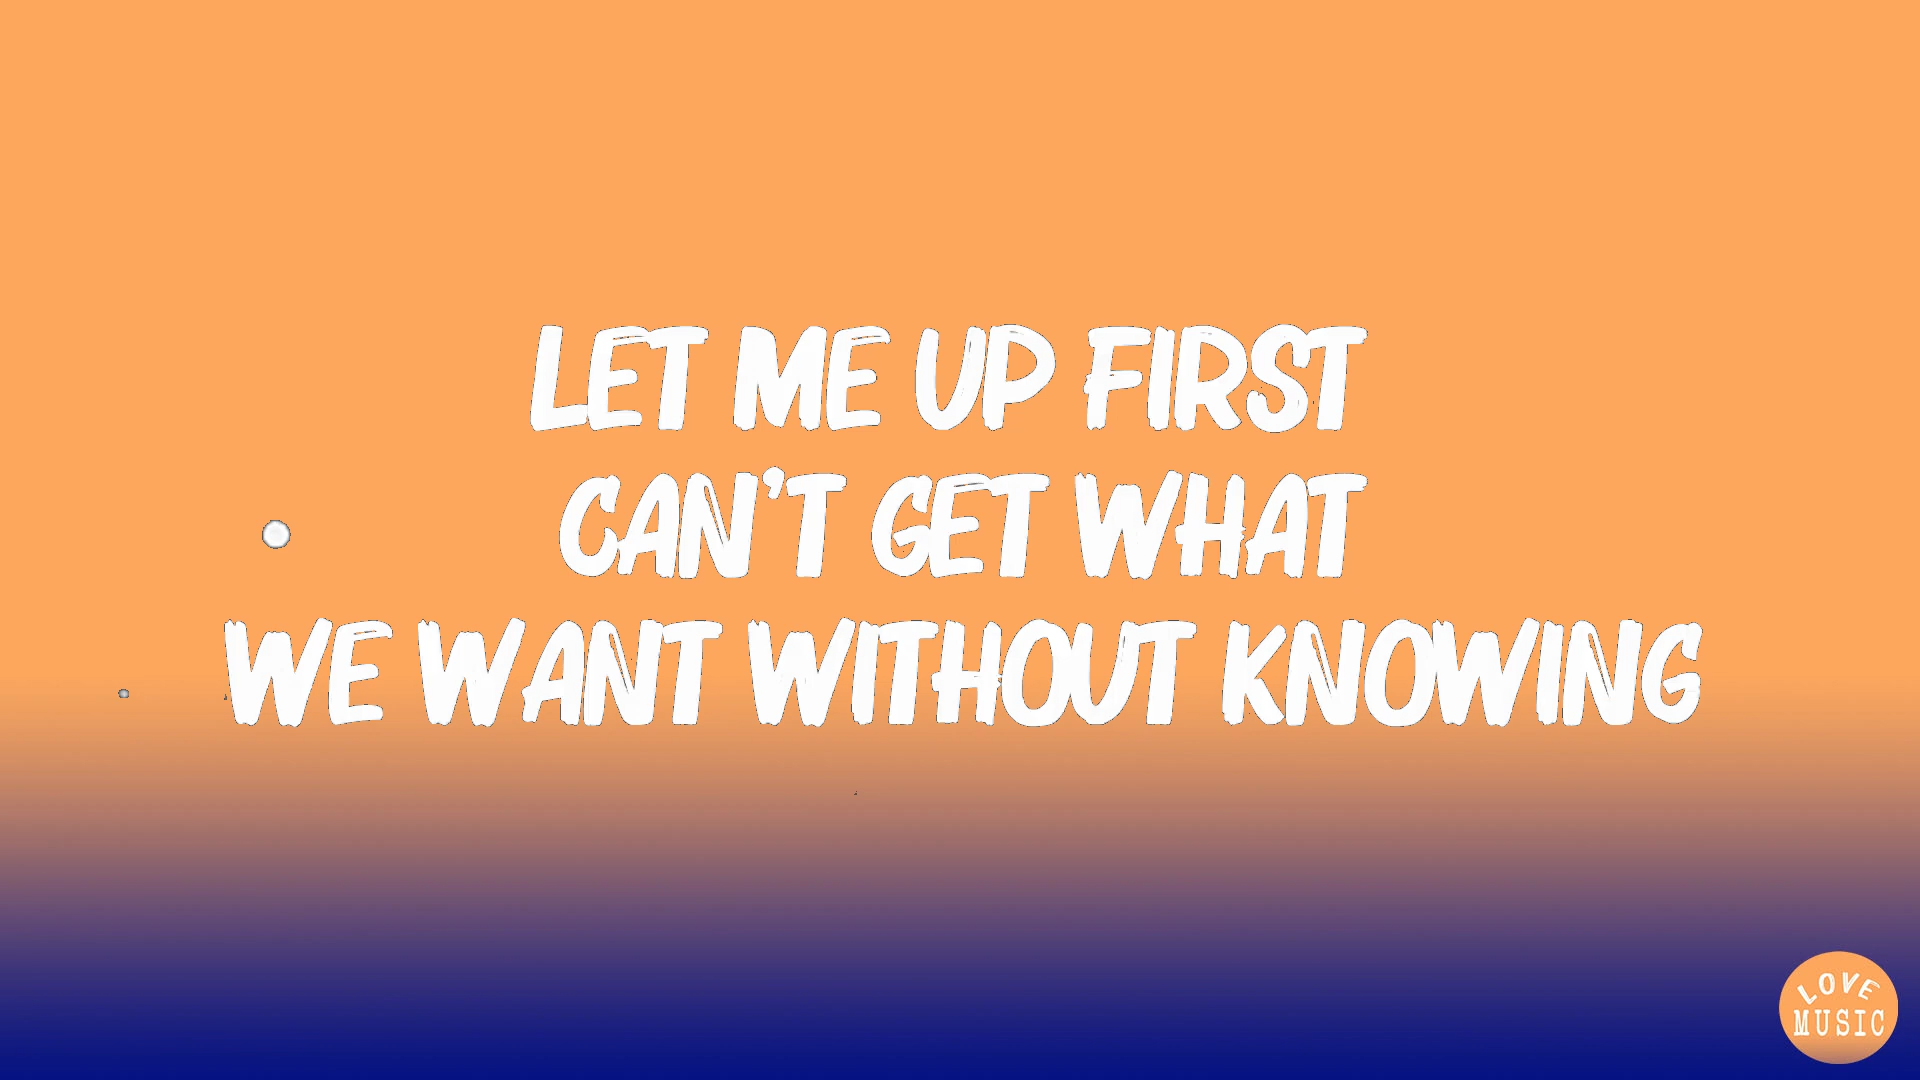 LET ME UP FIRST
CAN'T GET WHAT
WE WANT WITHOUT KNOWING
LOVE
MUSIC